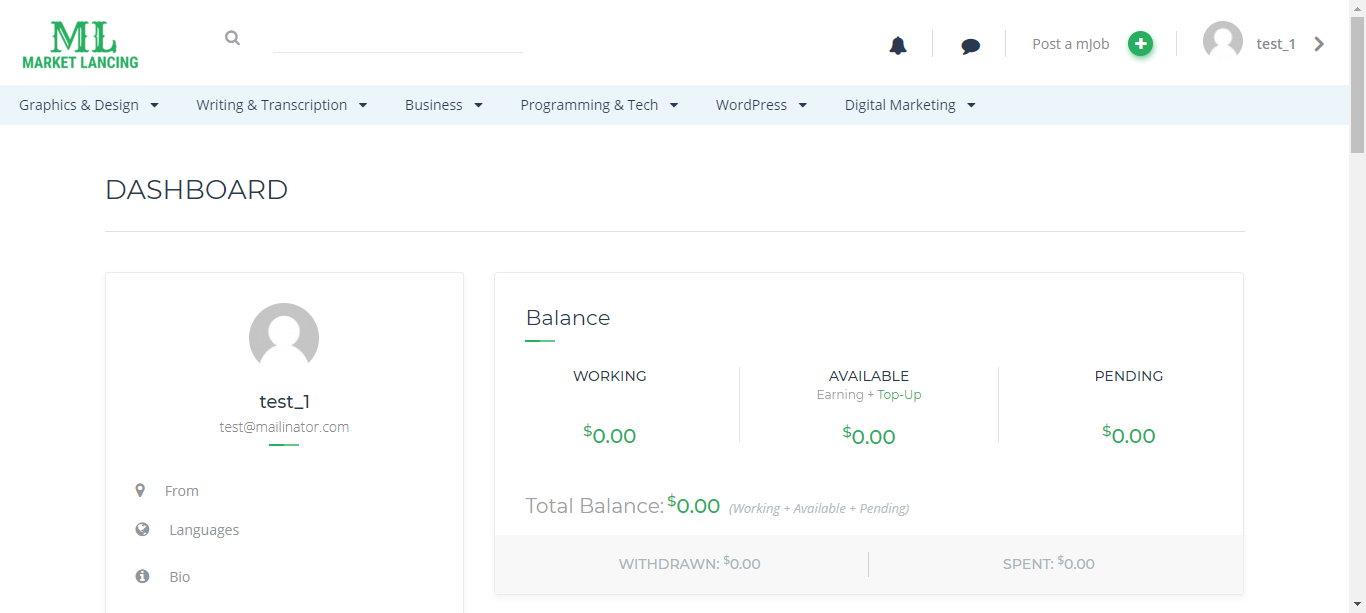 ML
MARKET LANCING
Post a mJob
test_1
Graphics & Design
Writing & Transcription
Business
Programming & Tech
WordPress
Digital Marketing
DASHBOARD
test_1
test@mailinator.com
From
Languages
Bio
Balance
WORKING
$0.00
AVAILABLE
Earning + Top-Up
$0.00
PENDING
$0.00
Total Balance: $0.00 (Working + Available + Pending)
WITHDRAWN: $0.00
SPENT: $0.00